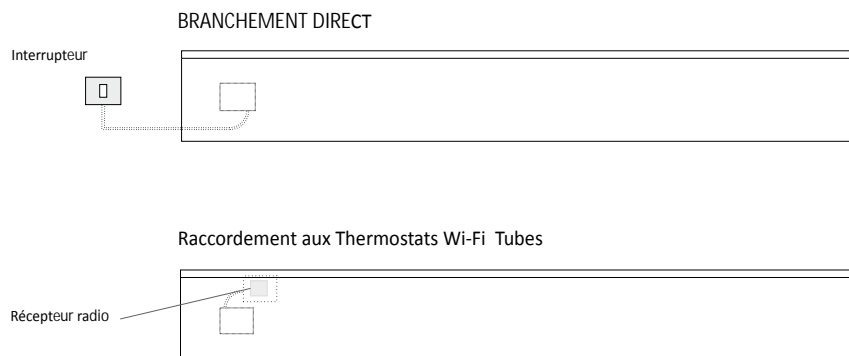 BRANCHEMENT DIRECT
Interrupteur
Raccordement aux Thermostats Wi-Fi Tubes
Récepteur radio